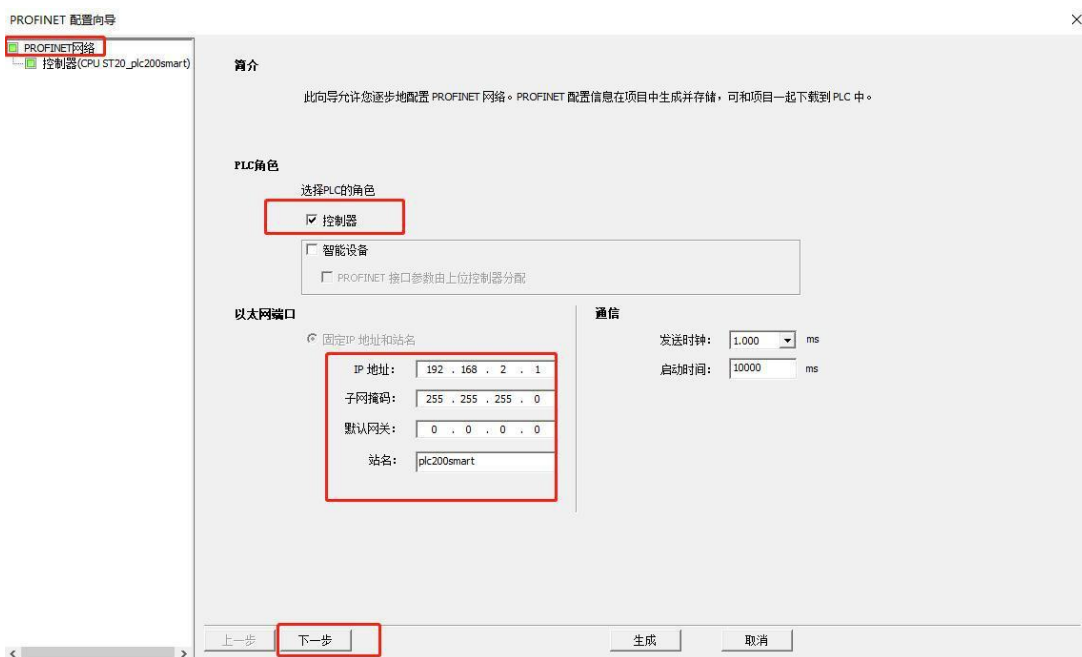 PROFINET 配置向导
PROFINET网络
控制器(CPU ST20_plc200smart)
简介
此向导允许您逐步地配置 PROFINET 网络。PROFINET 配置信息在项目中生成并存储，可和项目一起下载到 PLC 中。
PLC角色
选择PLC的角色
控制器
智能设备
PROFINET 接口参数由上位控制器分配
以太网端口
固定IP 地址和站名
IP 地址: 192 . 168 . 2 . 1
子网掩码: 255 . 255 . 255 . 0
默认网关: 0 . 0 . 0 . 0
站名: plc200smart
通信
发送时钟: 1.000 ms
启动时间: 10000 ms
上一步 下一步 生成 取消